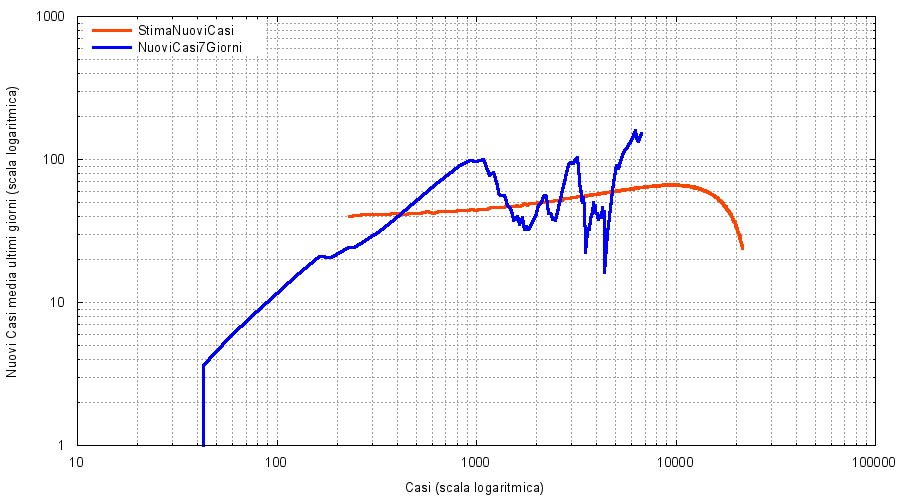 1000
StimaNuoviCasi
NuoviCasi7Giorni
100
10
1
10
100
1000
10000
100000
Nuovi Casi media ultimi giorni (scala logaritmica)
Casi (scala logaritmica)